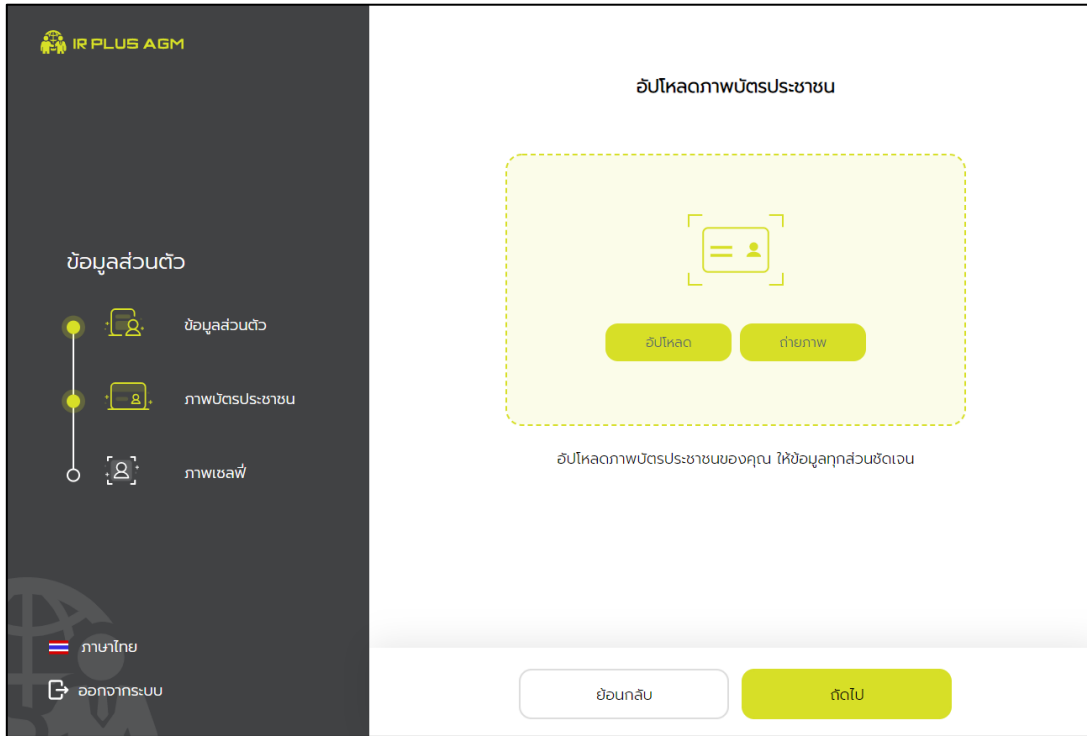 IR PLUS AGM
ข้อมูลส่วนตัว
ข้อมูลส่วนตัว
ภาพบัตรประชาชน
ภาพเซลฟี่
ภาษาไทย
ออกจากระบบ
อัปโหลดภาพบัตรประชาชน
อัปโหลด ถ่ายภาพ
อัปโหลดภาพบัตรประชาชนของคุณ ให้ข้อมูลทุกส่วนชัดเจน
ย้อนกลับ ถัดไป